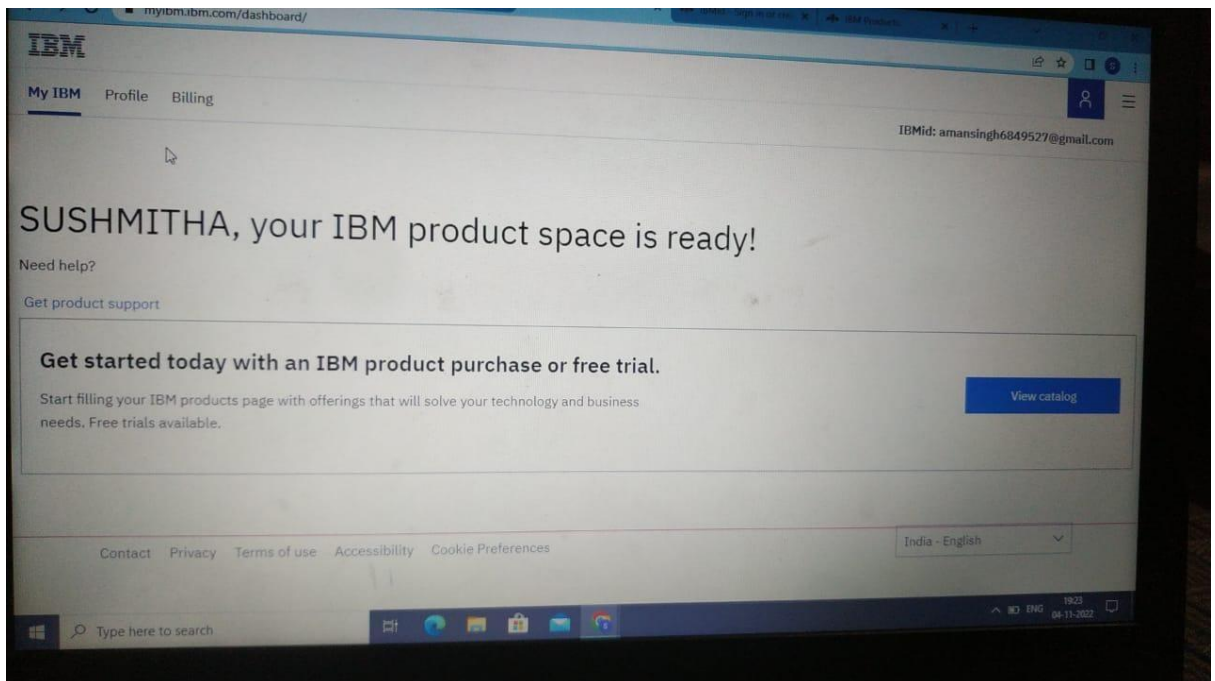 myibm.ibm.com/dashboard/
IBM
My IBM Profile Billing
IBMid: amansingh6849527@gmail.com
SUSHMITHA, your IBM product space is ready!
Need help?
Get product support
Get started today with an IBM product purchase or free trial.
Start filling your IBM products page with offerings that will solve your technology and business
needs. Free trials available.
View catalog
Contact Privacy Terms of use Accessibility Cookie Preferences
India - English
Type here to search
ENG
19:23
04-11-2022